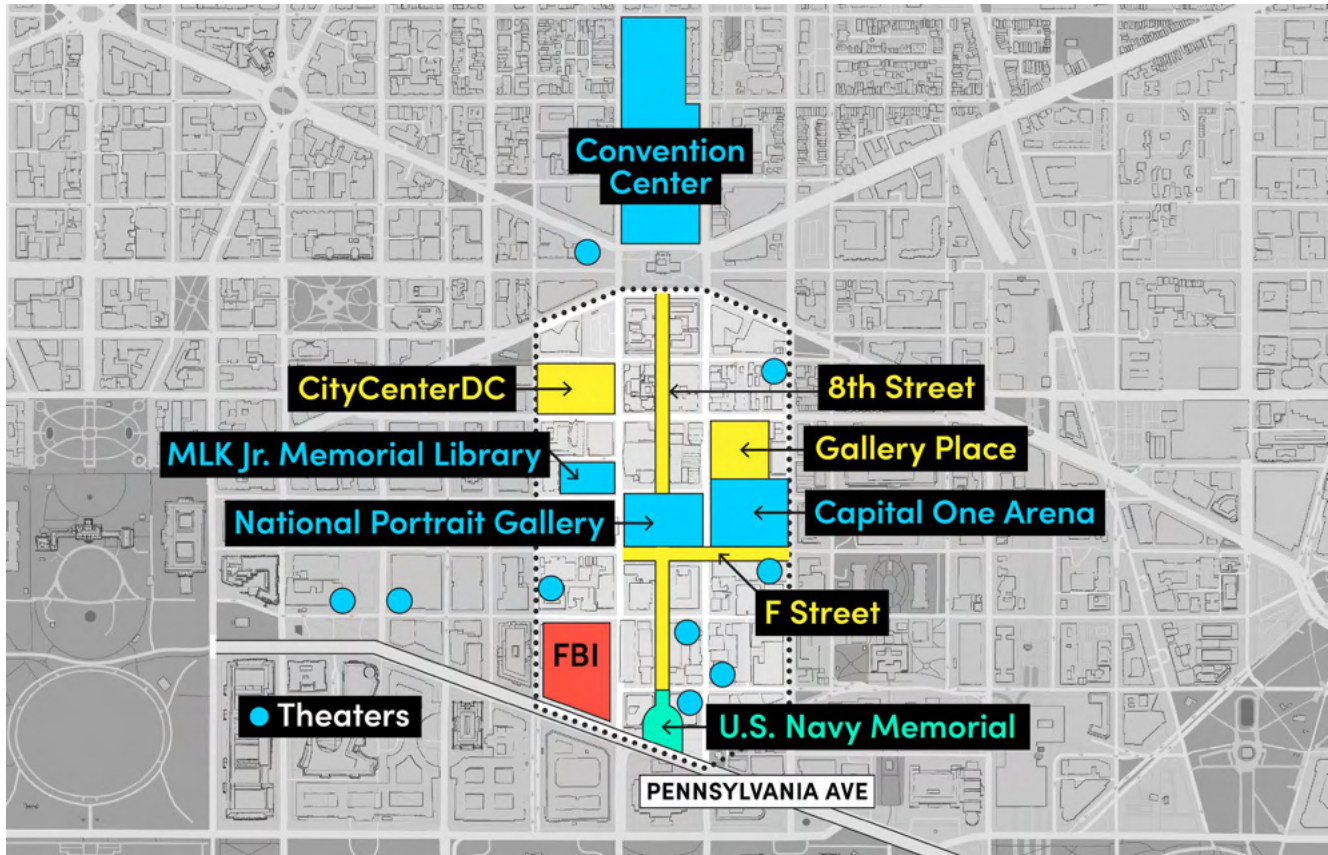 Convention
Center
CityCenterDC
8th Street
MLK Jr. Memorial Library
Gallery Place
National Portrait Gallery
Capital One Arena
F Street
FBI
Theaters
U.S. Navy Memorial
PENNSYLVANIA AVE